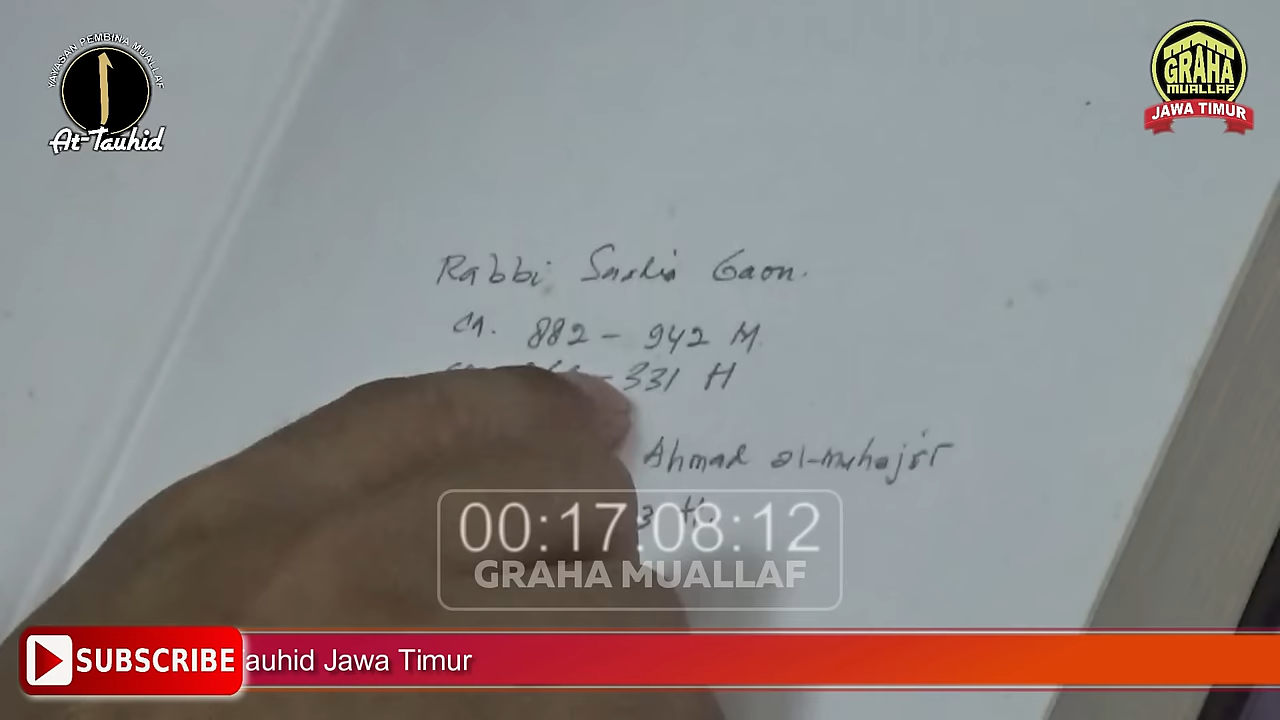 YAYASAN PEMBINA MUALLAF
At-Tauhid
GRAHA
MUALLAF
JAWA TIMUR
Rabbi Saadia Gaon.
ca. 882 - 942 M.
- 331 H
Ahmad al-muhajir
3 H.
00:17:08:12
GRAHA MUALLAF
SUBSCRIBE
auhid Jawa Timur